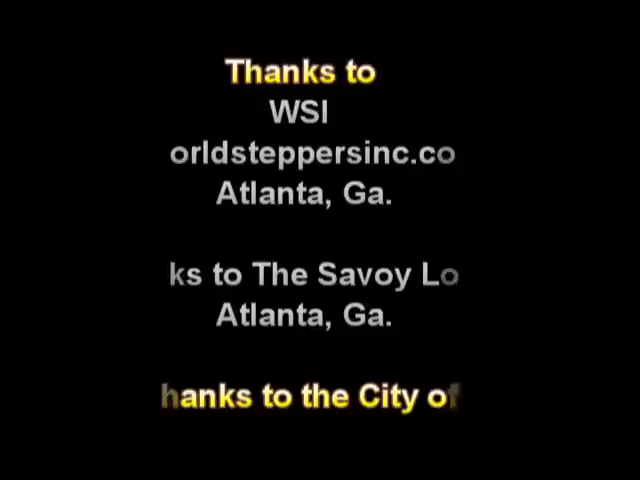 Thanks to
WSI
orldsteppersinc.co
Atlanta, Ga.
ks to The Savoy Lo
Atlanta, Ga.
hanks to the City of